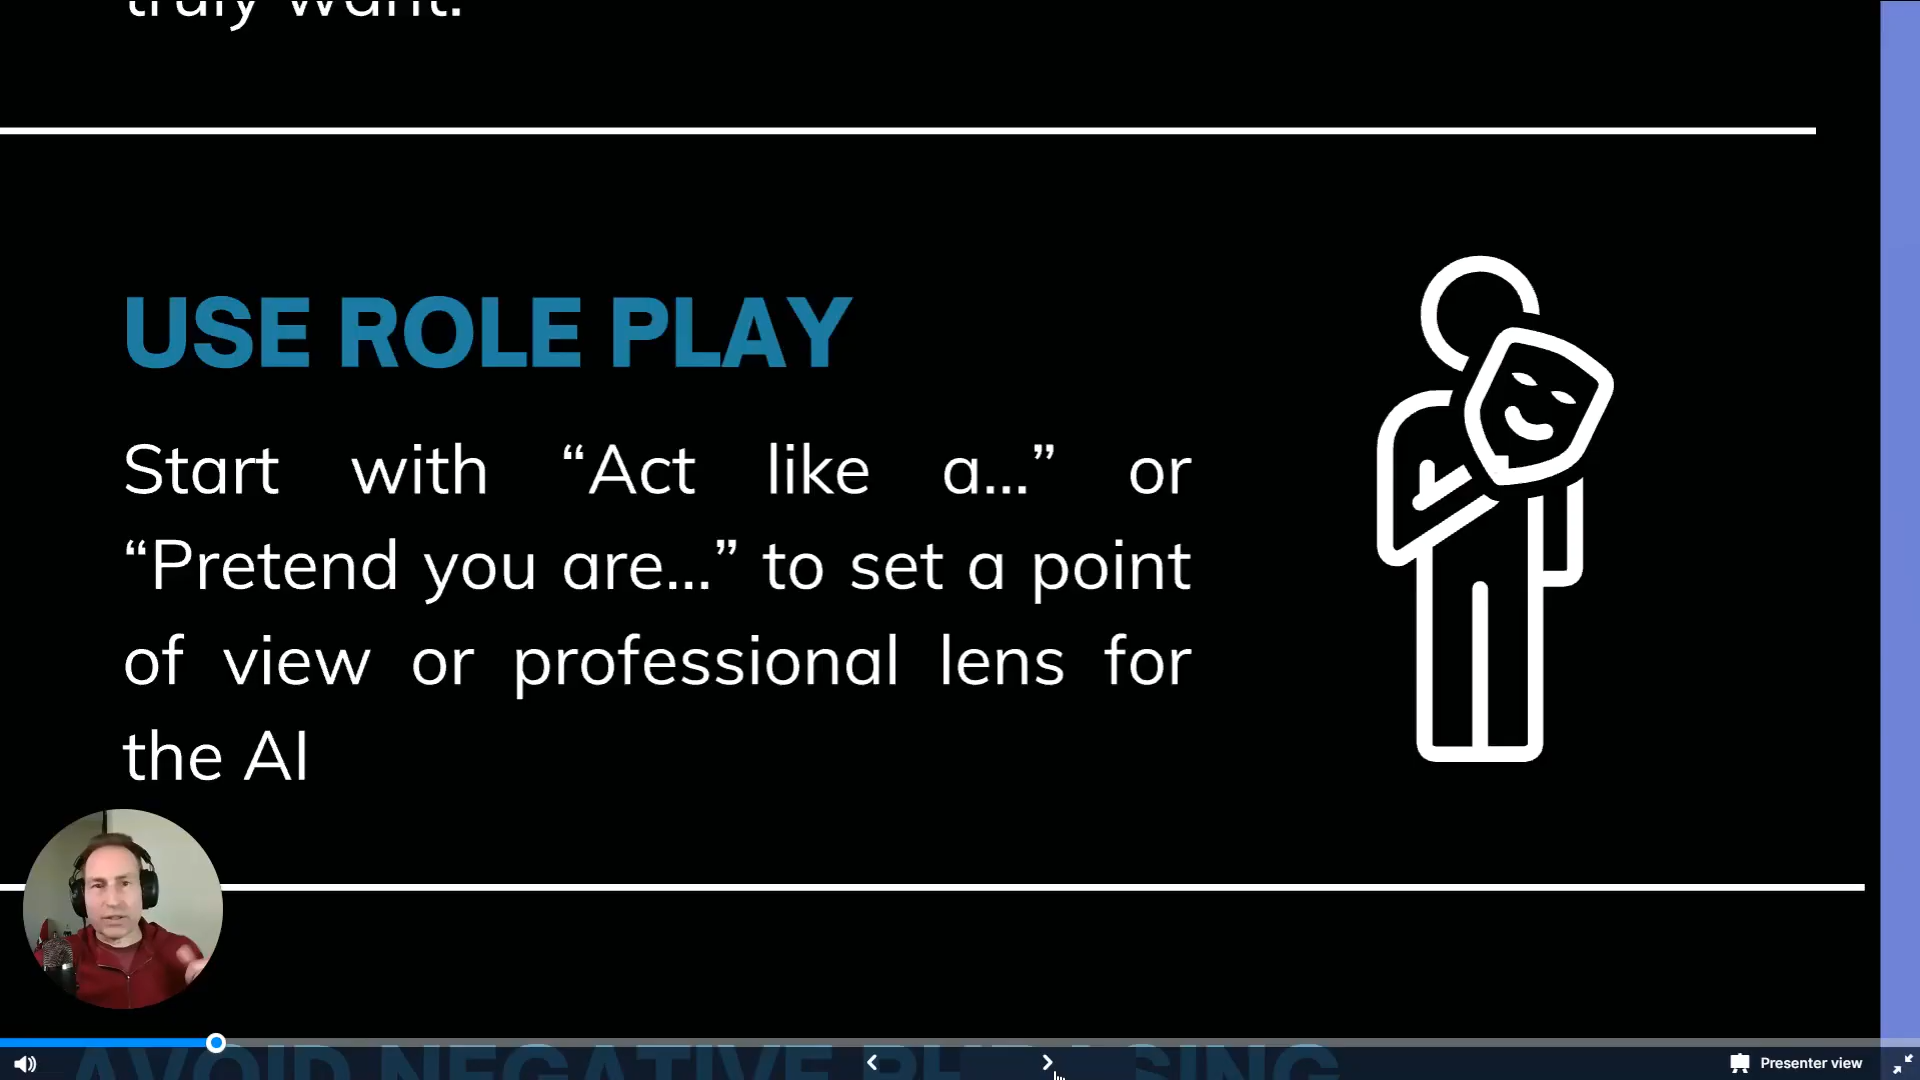 truly want.
USE ROLE PLAY
Start with “Act like a...” or
“Pretend you are...” to set a point
of view or professional lens for
the AI
AVOID NEGATIVE PHRASING
Presenter view